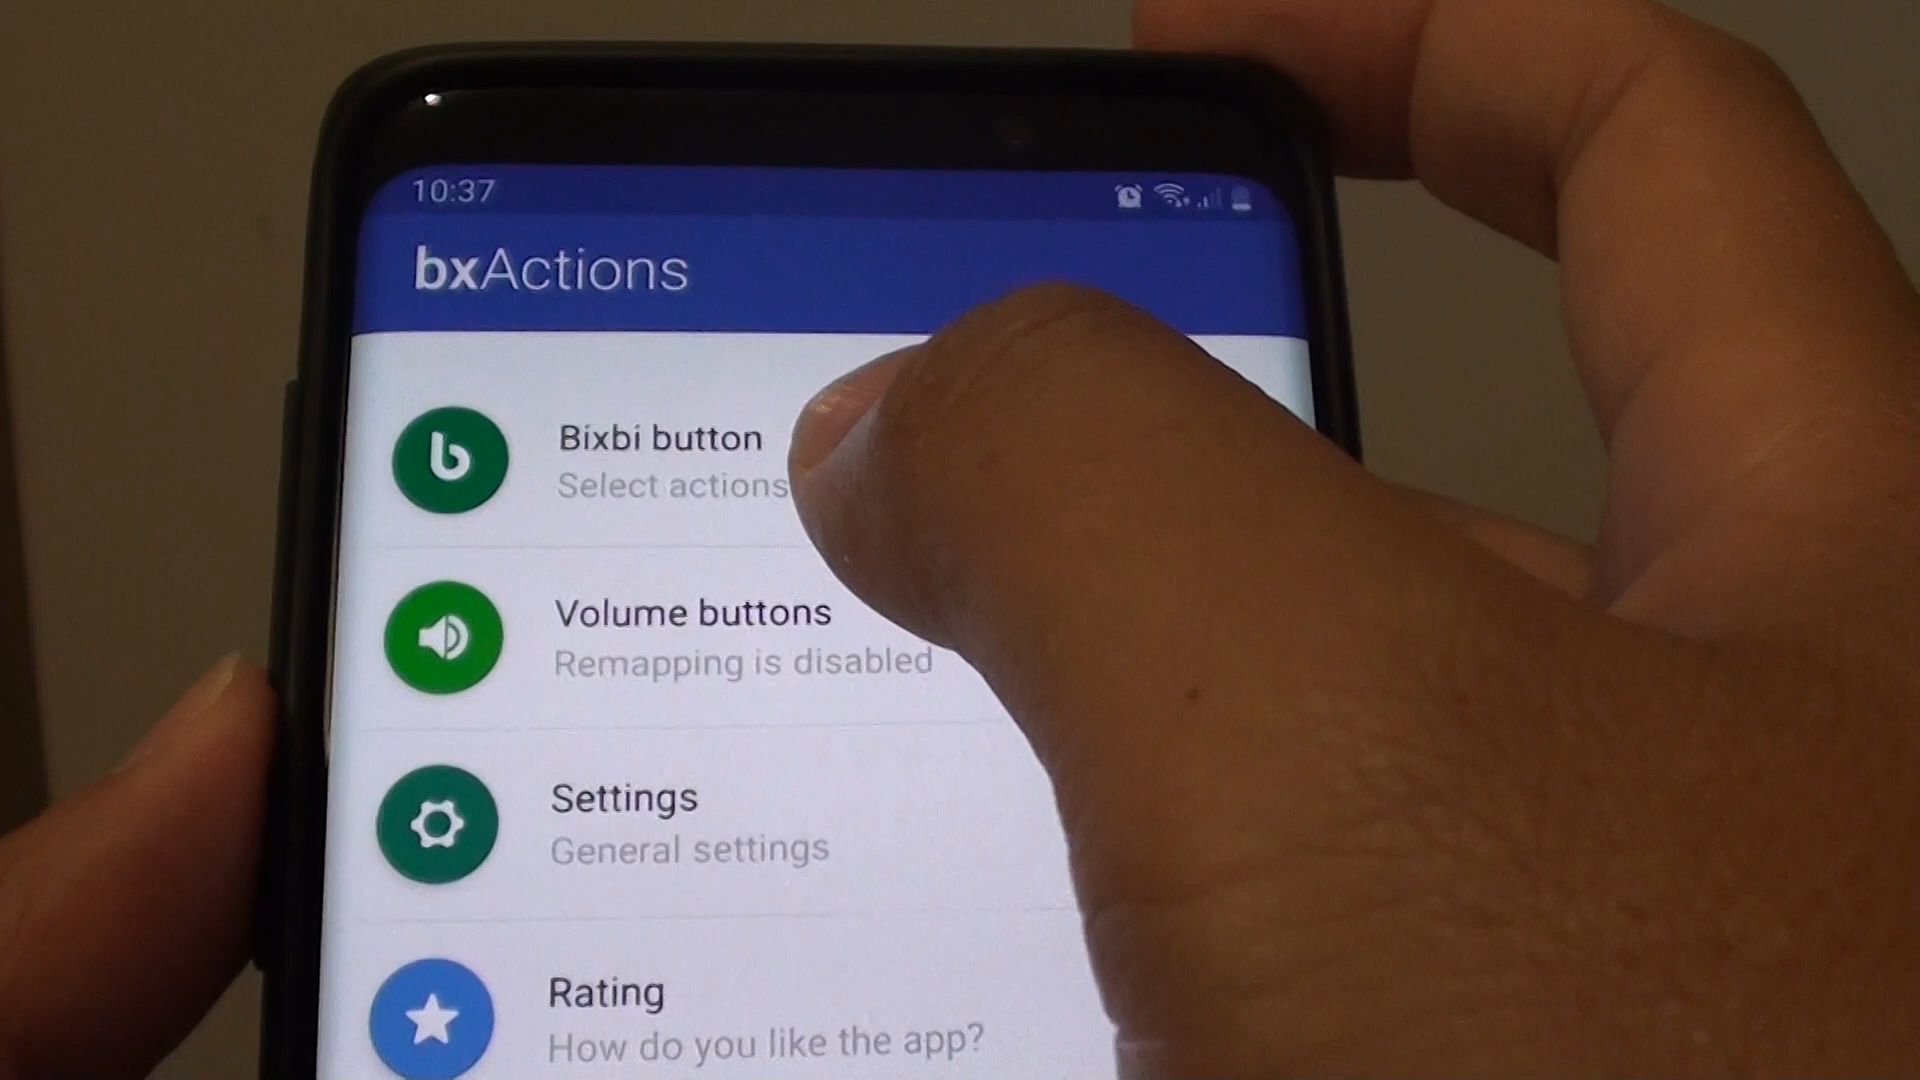 10:37
bxActions
Bixbi button
Select actions
Volume buttons
Remapping is disabled
Settings
General settings
Rating
How do you like the app?